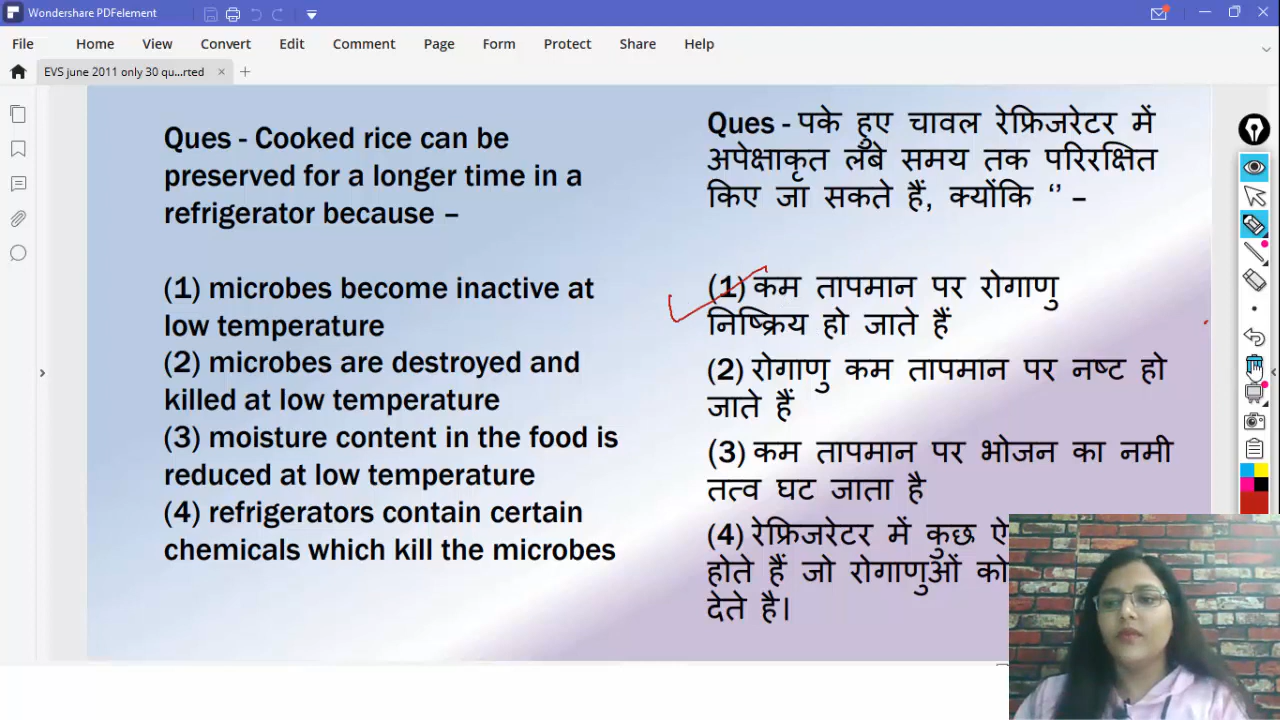 Wondershare PDFelement
File Home View Convert Edit Comment Page Form Protect Share Help
EVS june 2011 only 30 qu...rted
Ques - Cooked rice can be
preserved for a longer time in a
refrigerator because –
(1) microbes become inactive at
low temperature
(2) microbes are destroyed and
killed at low temperature
(3) moisture content in the food is
reduced at low temperature
(4) refrigerators contain certain
chemicals which kill the microbes
Ques - पके हुए चावल रेफ्रिजरेटर में
अपेक्षाकृत लंबे समय तक परिरक्षित
किए जा सकते हैं, क्योंकि ‘’ –
(1) कम तापमान पर रोगाणु
निष्क्रिय हो जाते हैं
(2) रोगाणु कम तापमान पर नष्ट हो
जाते हैं
(3) कम तापमान पर भोजन का नमी
तत्व घट जाता है
(4) रेफ्रिजरेटर में कुछ
होते हैं जो रोगाणुओं को
देते है।